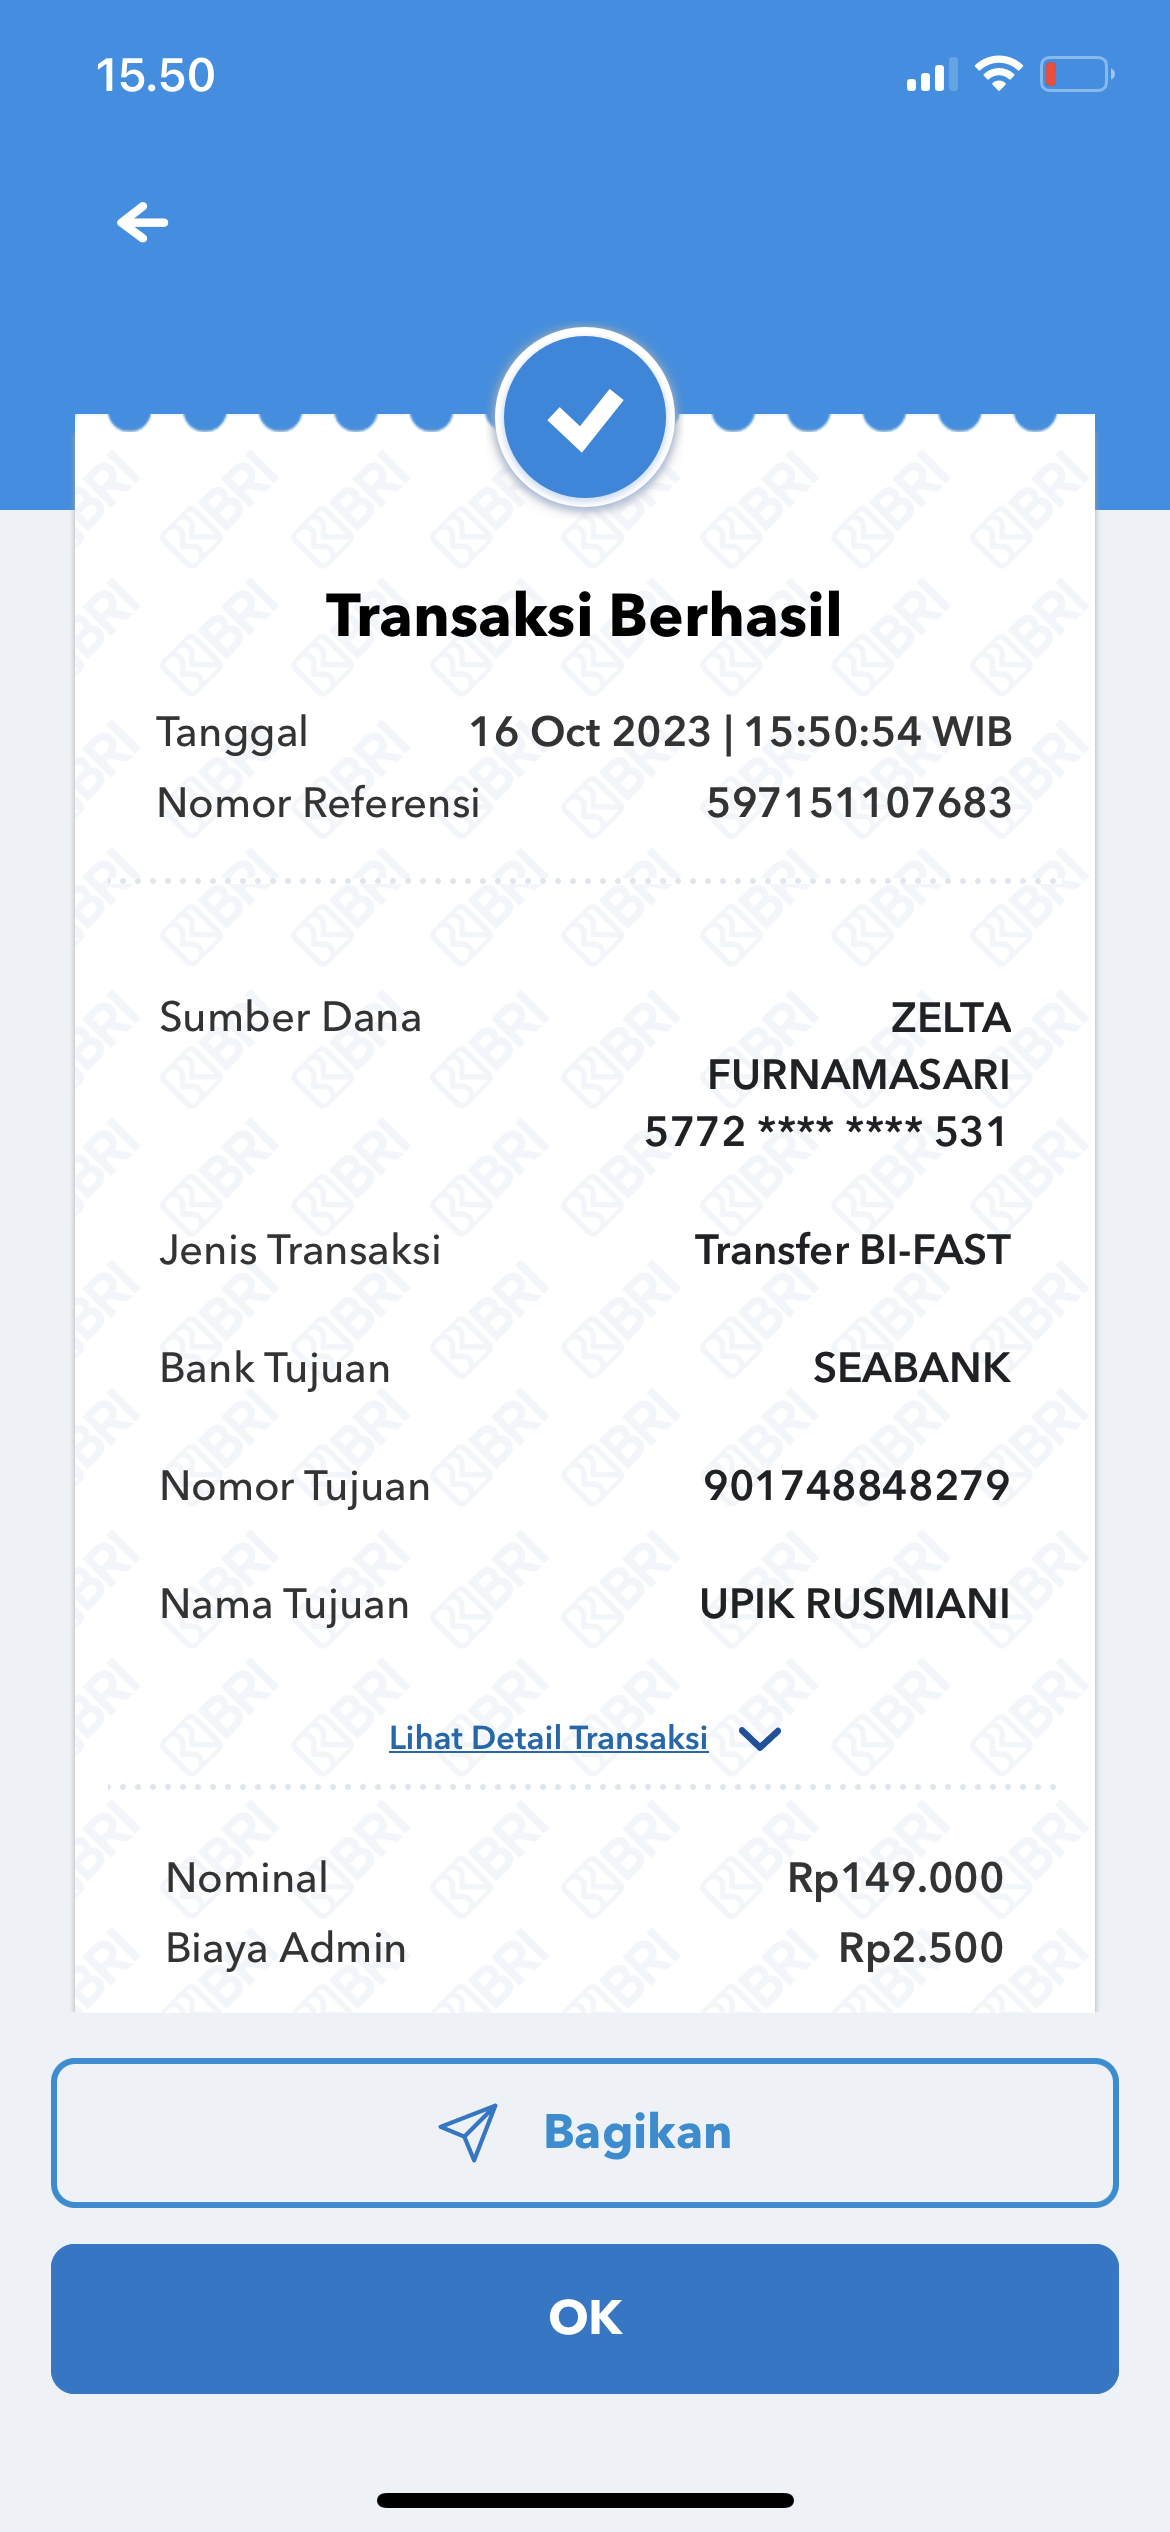 15.50
Transaksi Berhasil
Tanggal 16 Oct 2023 | 15:50:54 WIB
Nomor Referensi 597151107683
Sumber Dana ZELTA
FURNAMASARI
5772 **** **** 531
Jenis Transaksi Transfer BI-FAST
Bank Tujuan SEABANK
Nomor Tujuan 901748848279
Nama Tujuan UPIK RUSMIANI
Lihat Detail Transaksi
Nominal Rp149.000
Biaya Admin Rp2.500
Bagikan
OK